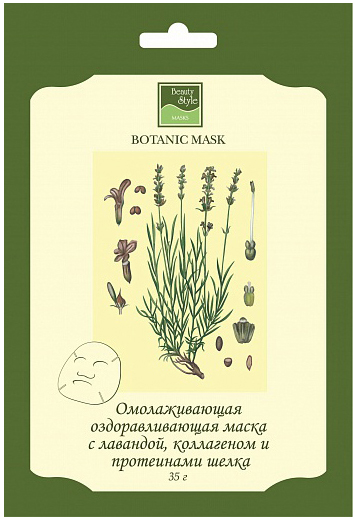 Beauty
Style
MASKS
BOTANIC MASK
Омолаживающая
оздоравливающая маска
с лавандой, коллагеном и
протеинами шелка
35 г